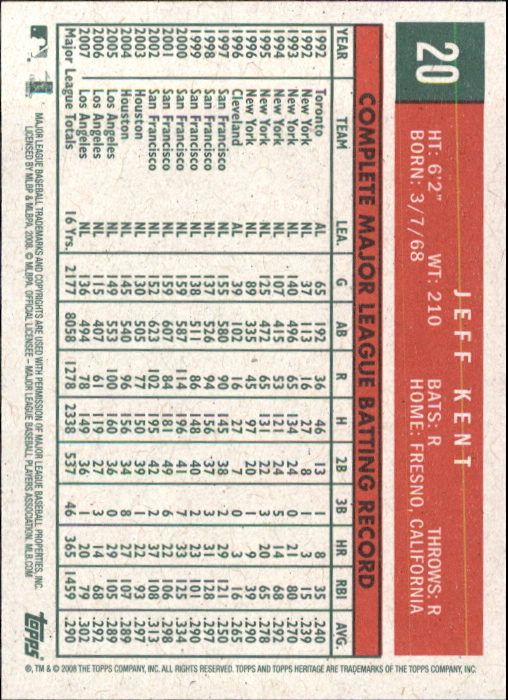 20
JEFF KENT
HT: 6'2" WT: 210 BATS: R THROWS: R
BORN: 3/7/68 HOME: FRESNO, CALIFORNIA
COMPLETE MAJOR LEAGUE BATTING RECORD
YEAR TEAM LEA. G AB R H 2B 3B HR RBI AVG.
1992 Toronto AL 65 192 36 46 13 1 8 35 .240
1992 New York NL 37 113 16 27 8 1 3 15 .239
1993 New York NL 140 496 65 134 24 0 21 80 .270
1994 New York NL 107 415 53 121 24 5 14 68 .292
1995 New York NL 125 472 65 131 22 3 20 65 .278
1996 New York NL 89 335 45 97 20 1 9 39 .290
1996 Cleveland AL 39 102 16 27 7 0 3 16 .265
1997 San Francisco NL 155 580 90 145 38 2 29 121 .250
1998 San Francisco NL 137 526 94 156 37 3 31 128 .297
1999 San Francisco NL 138 511 86 148 40 2 23 101 .290
2000 San Francisco NL 159 587 114 196 41 7 33 125 .334
2001 San Francisco NL 159 607 84 181 49 6 22 106 .298
2002 San Francisco NL 152 623 102 195 42 2 37 108 .313
2003 Houston NL 130 505 77 150 39 1 22 93 .297
2004 Houston NL 145 540 96 156 34 9 27 107 .289
2005 Los Angeles NL 149 553 100 160 36 0 29 105 .289
2006 Los Angeles NL 115 407 61 119 27 3 14 68 .292
2007 Los Angeles NL 136 494 78 149 36 1 20 79 .302
Major League Totals 16 Yrs. 2177 8058 1278 2338 537 46 365 1459 .290
MAJOR LEAGUE BASEBALL TRADEMARKS AND COPYRIGHTS ARE USED WITH PERMISSION OF MAJOR LEAGUE BASEBALL PROPERTIES, INC.
LICENSED BY MLBP & MLBPA, 2008. © MLBPA, OFFICIAL LICENSEE – MAJOR LEAGUE BASEBALL PLAYERS ASSOCIATION. MLB.COM
Topps
®, TM & © 2008 THE TOPPS COMPANY, INC. ALL RIGHTS RESERVED. TOPPS AND TOPPS HERITAGE ARE TRADEMARKS OF THE TOPPS COMPANY, INC.